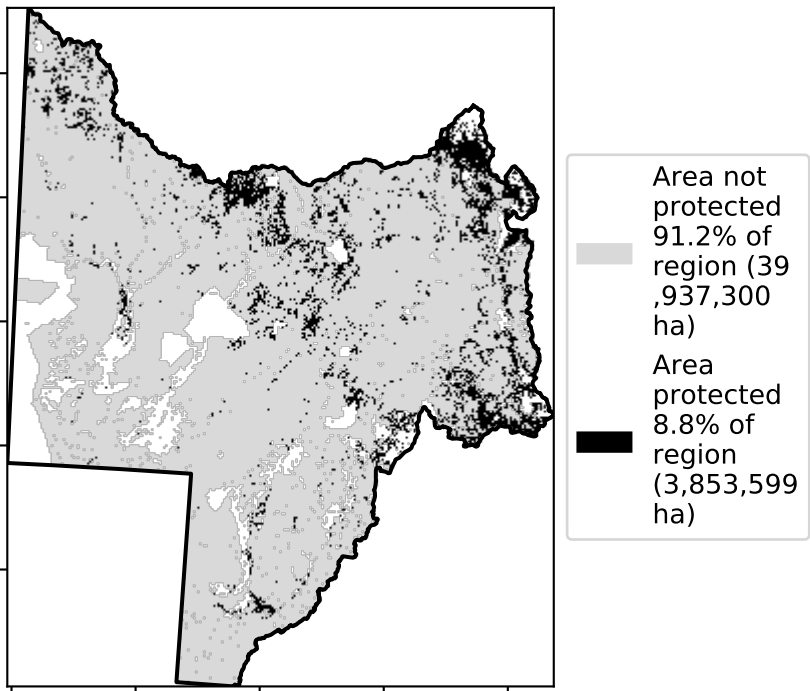 Area not
protected
91.2% of
region (39
,937,300
ha)
Area
protected
8.8% of
region
(3,853,599
ha)